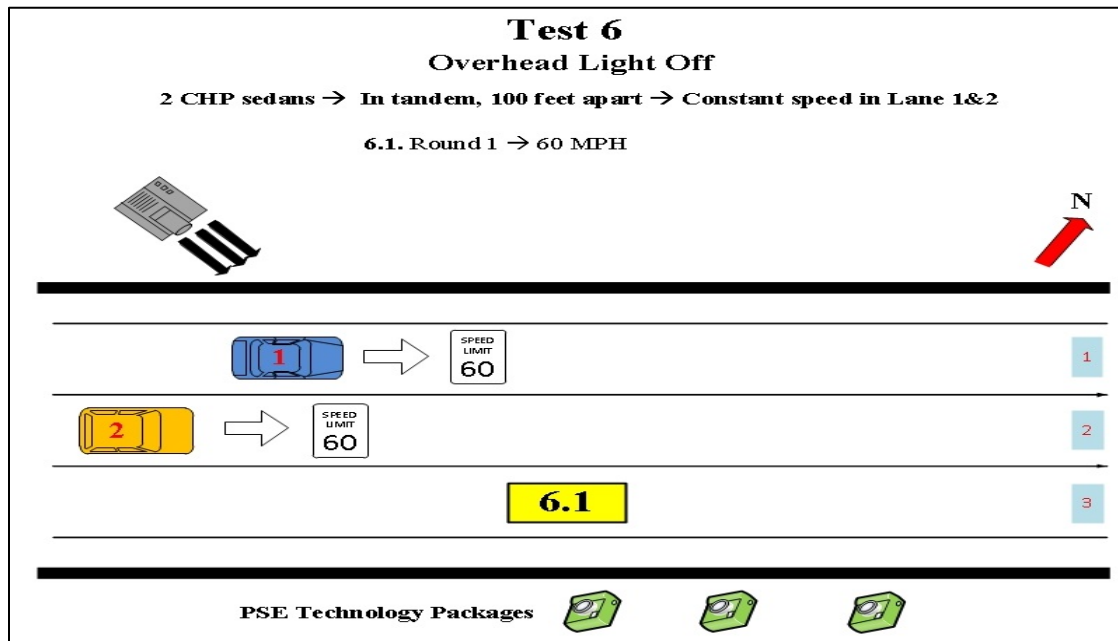 Test 6
Overhead Light Off
2 CHP sedans → In tandem, 100 feet apart → Constant speed in Lane 1&2
6.1. Round 1 → 60 MPH
N
1
SPEED
LIMIT
60
1
2
SPEED
LIMIT
60
2
6.1
3
PSE Technology Packages